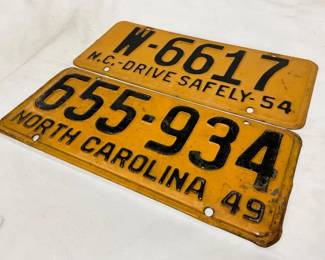 W-6617
N.C.-DRIVE SAFELY-54
655-934
NORTH CAROLINA 49